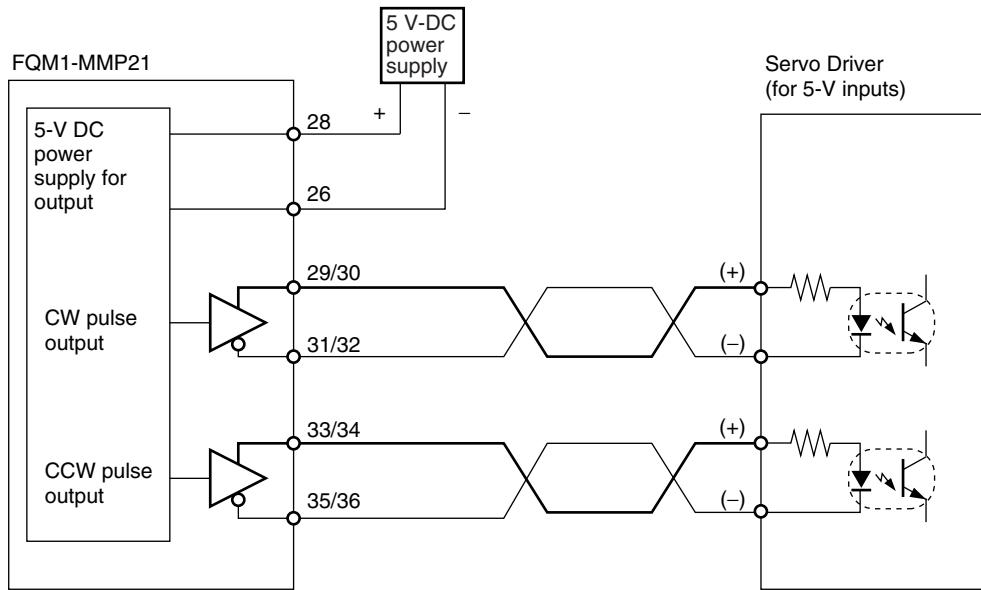 5 V-DC
power
supply
FQM1-MMP21
Servo Driver
(for 5-V inputs)
+
−
5-V DC
power
supply for
output
28
26
29/30
(+)
CW pulse
output
31/32
(−)
33/34
(+)
CCW pulse
output
35/36
(−)